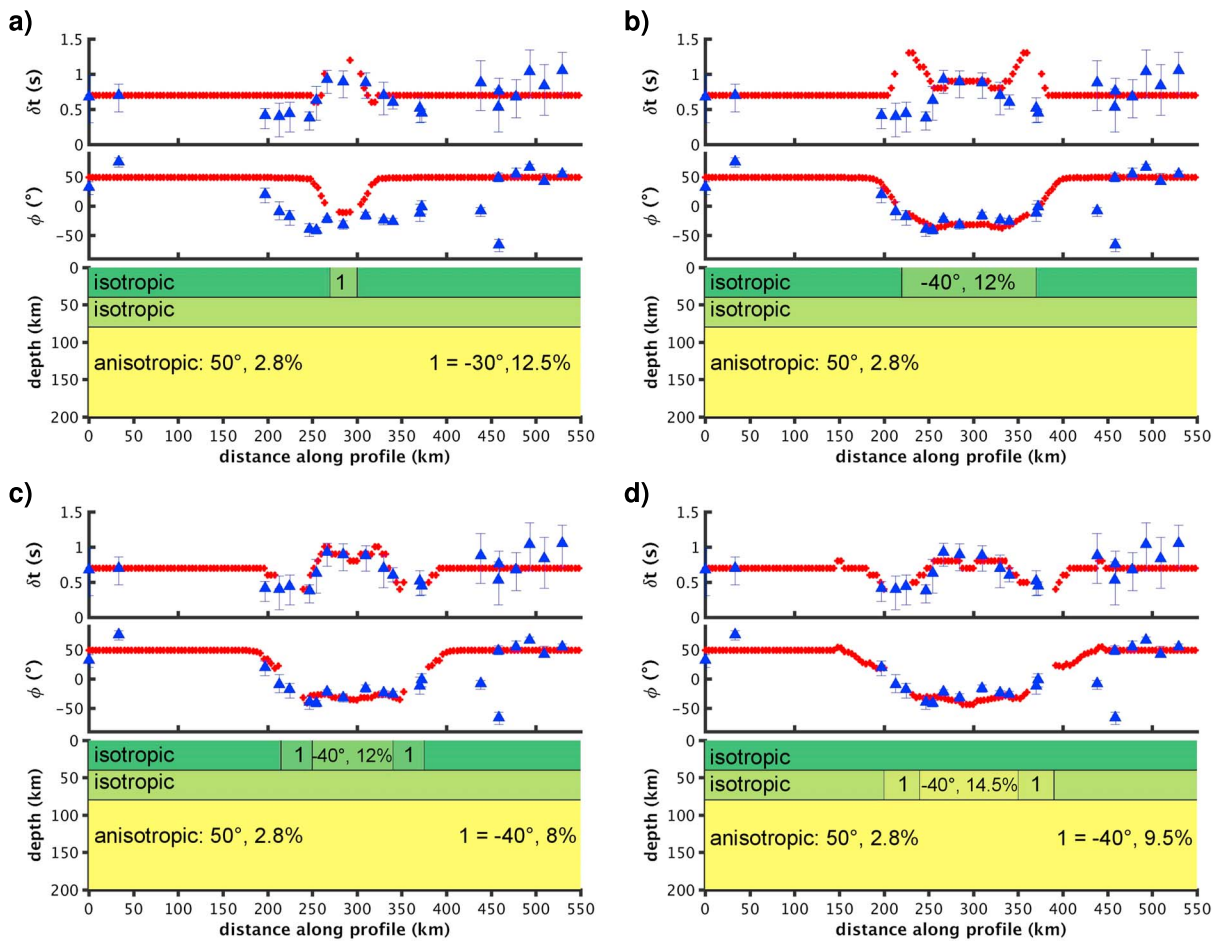 a)
1.5
1
0.5
0
δt (s)
50
0
−50
ϕ (°)
0
50
100
150
200
depth (km)
isotropic
1
isotropic
anisotropic: 50°, 2.8%
1 = -30°,12.5%
0 50 100 150 200 250 300 350 400 450 500 550
distance along profile (km)
b)
1.5
1
0.5
0
δt (s)
50
0
−50
ϕ (°)
0
50
100
150
200
depth (km)
isotropic
-40°, 12%
isotropic
anisotropic: 50°, 2.8%
0 50 100 150 200 250 300 350 400 450 500 550
distance along profile (km)
c)
1.5
1
0.5
0
δt (s)
50
0
−50
ϕ (°)
0
50
100
150
200
depth (km)
isotropic
1 -40°, 12% 1
isotropic
anisotropic: 50°, 2.8%
1 = -40°, 8%
0 50 100 150 200 250 300 350 400 450 500 550
distance along profile (km)
d)
1.5
1
0.5
0
δt (s)
50
0
−50
ϕ (°)
0
50
100
150
200
depth (km)
isotropic
isotropic
1 -40°, 14.5% 1
anisotropic: 50°, 2.8%
1 = -40°, 9.5%
0 50 100 150 200 250 300 350 400 450 500 550
distance along profile (km)